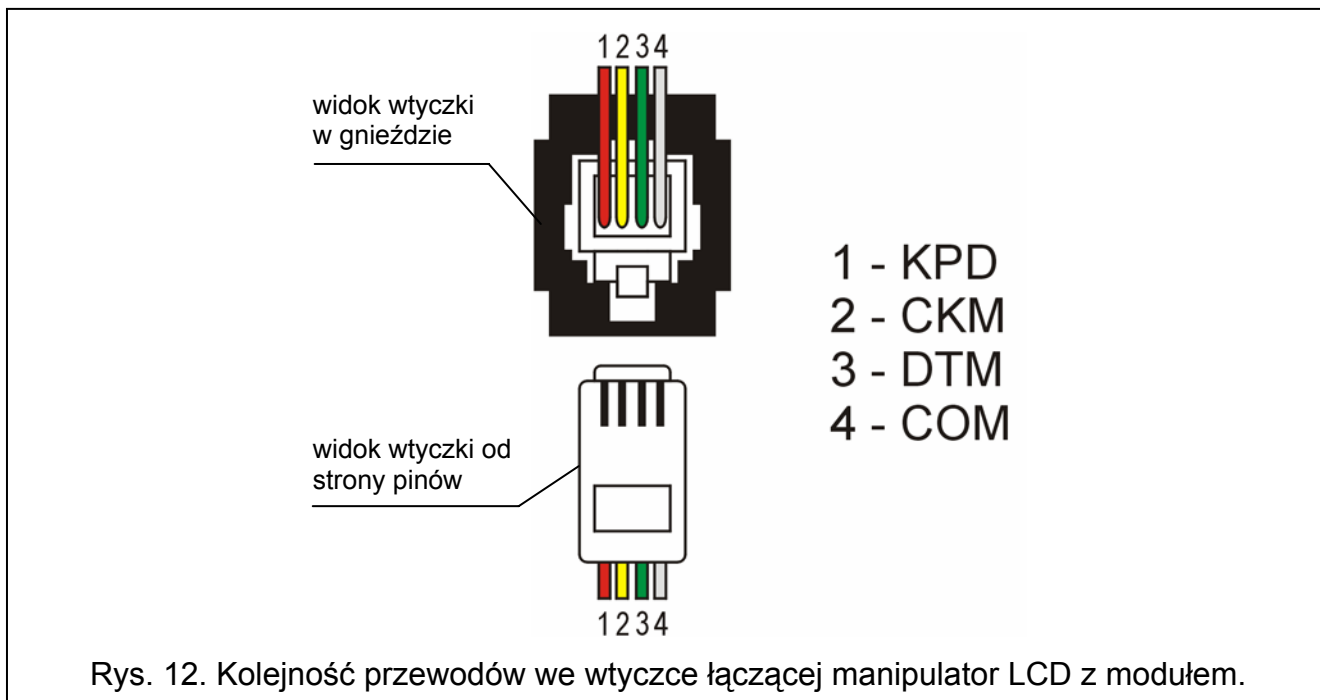 1234
widok wtyczki
w gnieździe
1 - KPD
2 - CKM
3 - DTM
4 - COM
widok wtyczki od
strony pinów
1234
Rys. 12. Kolejność przewodów we wtyczce łączącej manipulator LCD z modułem.